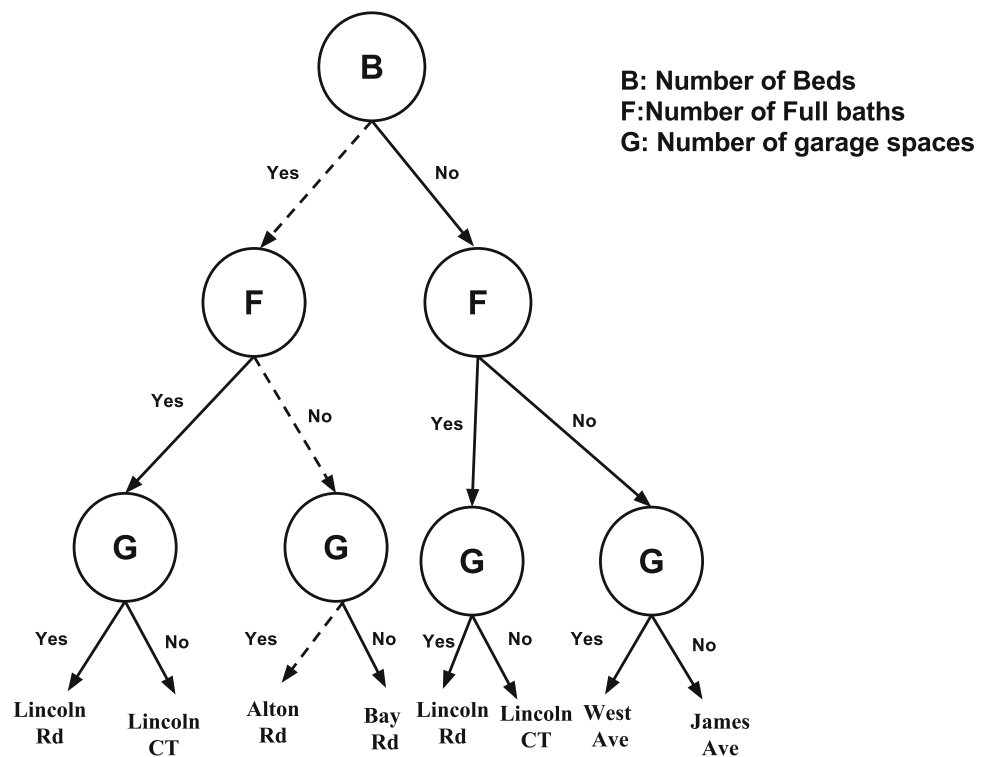 B
B: Number of Beds
F:Number of Full baths
G: Number of garage spaces
Yes
No
F
F
Yes
No
Yes
No
G
G
G
G
Yes
No
Yes
No
Yes
No
Yes
No
Lincoln
Rd
Lincoln
CT
Alton
Rd
Bay
Rd
Lincoln
Rd
Lincoln
CT
West
Ave
James
Ave